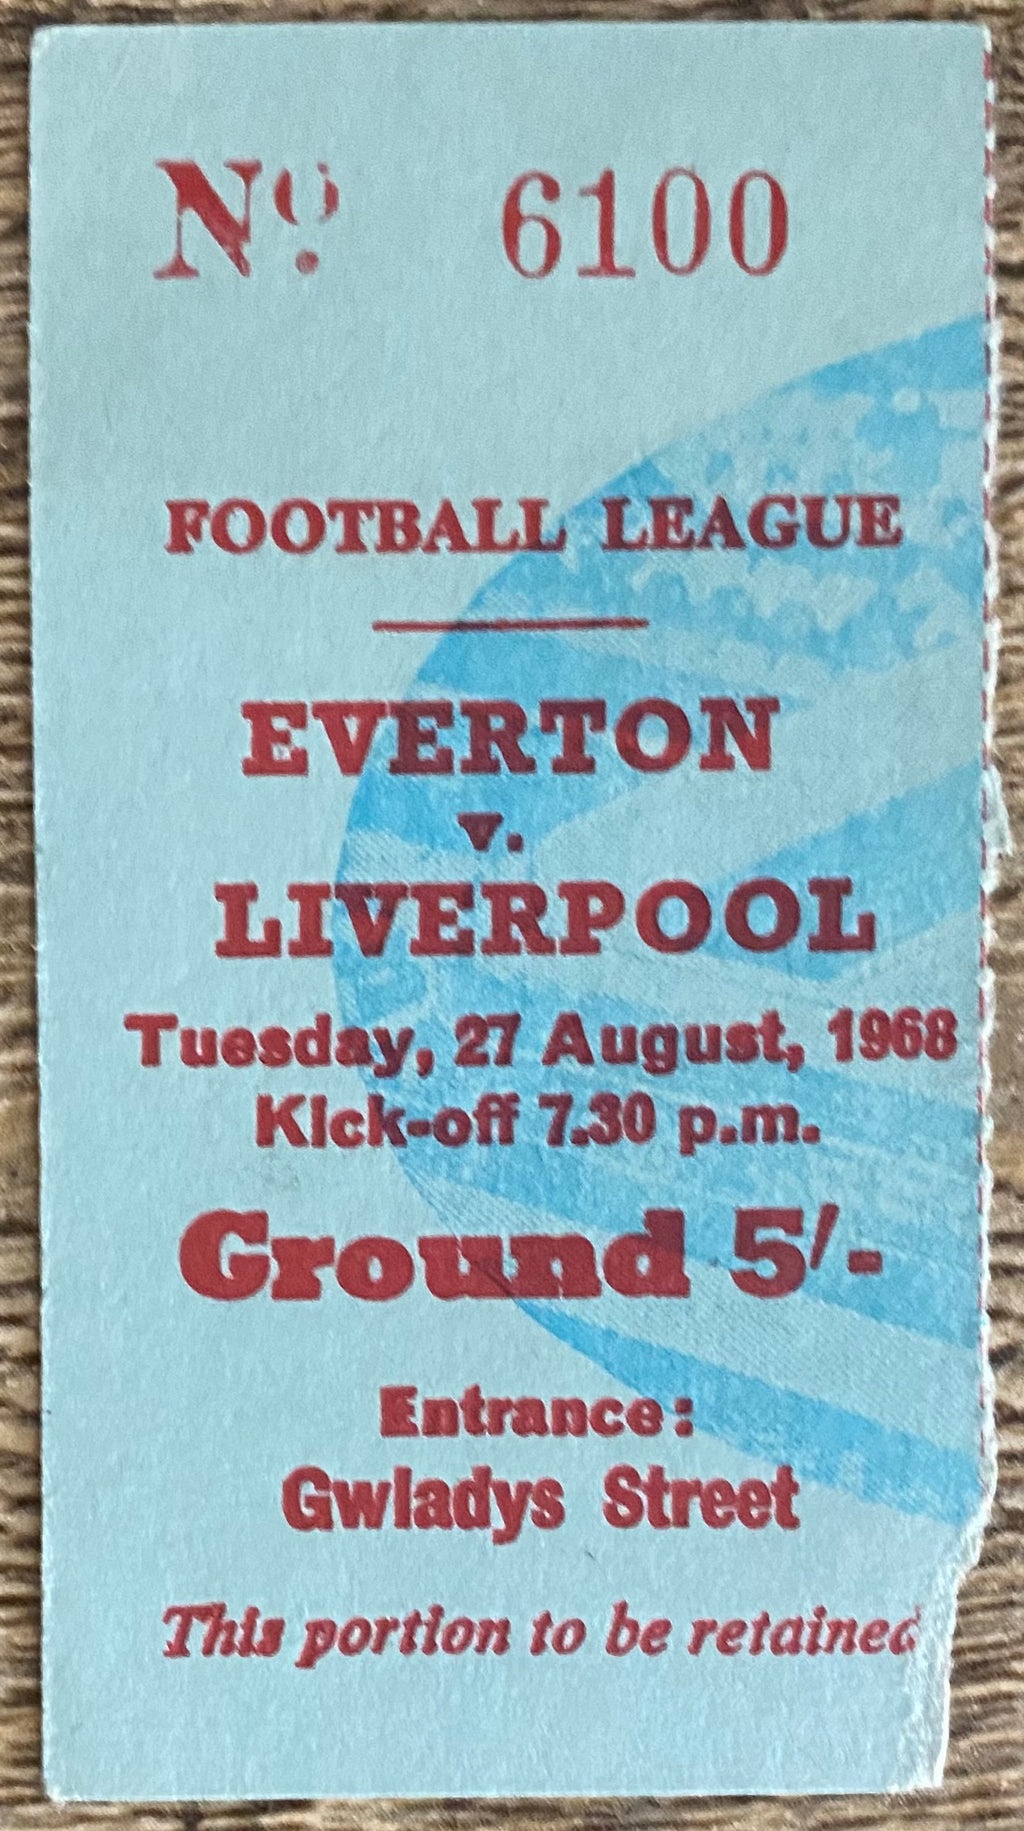 Nº 6100
FOOTBALL LEAGUE
EVERTON
v.
LIVERPOOL
Tuesday, 27 August, 1968
Kick-off 7.30 p.m.
Ground 5/-
Entrance:
Gwladys Street
This portion to be retained